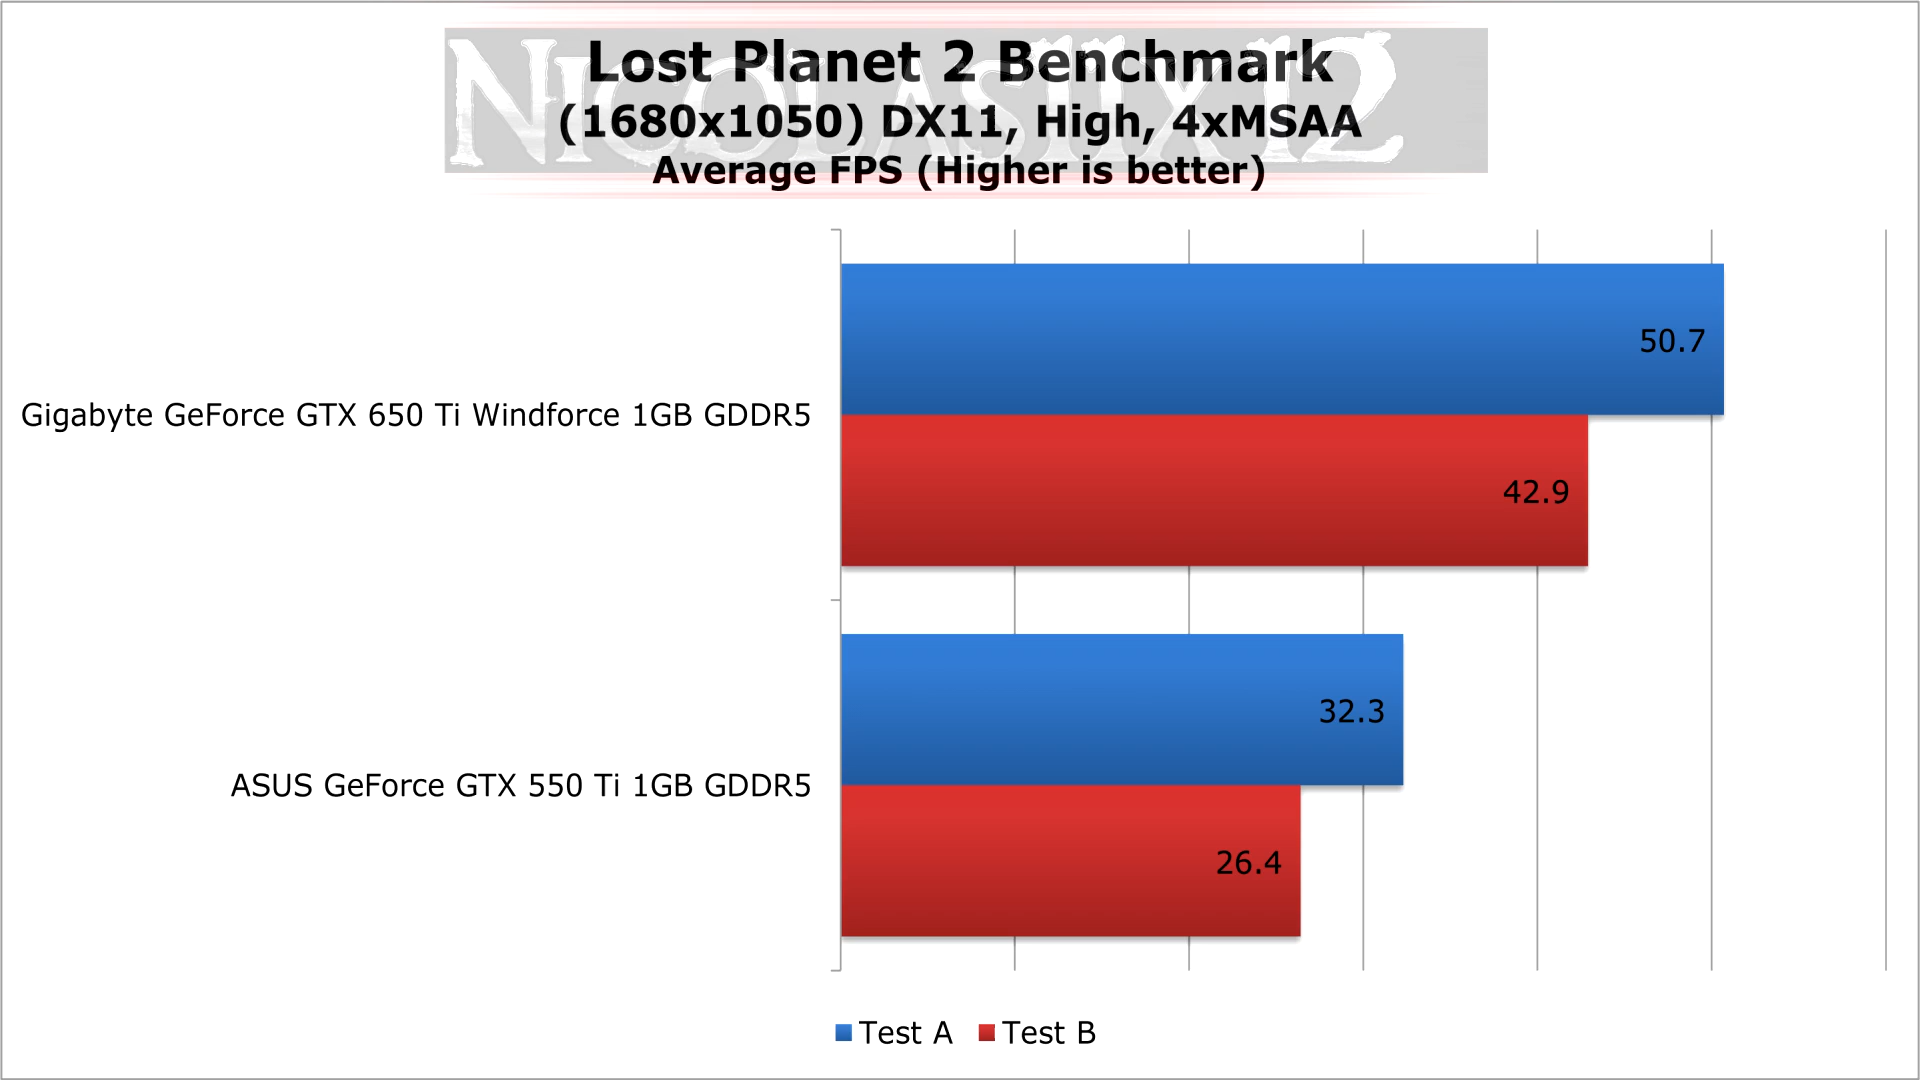 Nicolas11x12
Lost Planet 2 Benchmark
(1680x1050) DX11, High, 4xMSAA
Average FPS (Higher is better)
Gigabyte GeForce GTX 650 Ti Windforce 1GB GDDR5
50.7
42.9
ASUS GeForce GTX 550 Ti 1GB GDDR5
32.3
26.4
Test A
Test B